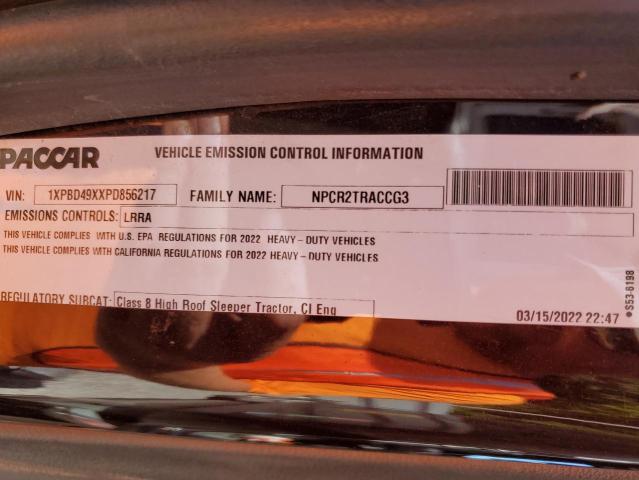 PACCAR VEHICLE EMISSION CONTROL INFORMATION
VIN: 1XPBD49XXPD856217 FAMILY NAME: NPCR2TRACCG3
EMISSIONS CONTROLS: LRRA
THIS VEHICLE COMPLIES WITH U.S. EPA REGULATIONS FOR 2022 HEAVY - DUTY VEHICLES
THIS VEHICLE COMPLIES WITH CALIFORNIA REGULATIONS FOR 2022 HEAVY - DUTY VEHICLES
REGULATORY SUBCAT: Class 8 High Roof Sleeper Tractor, CI Eng
03/15/2022 22:47
S53-6198